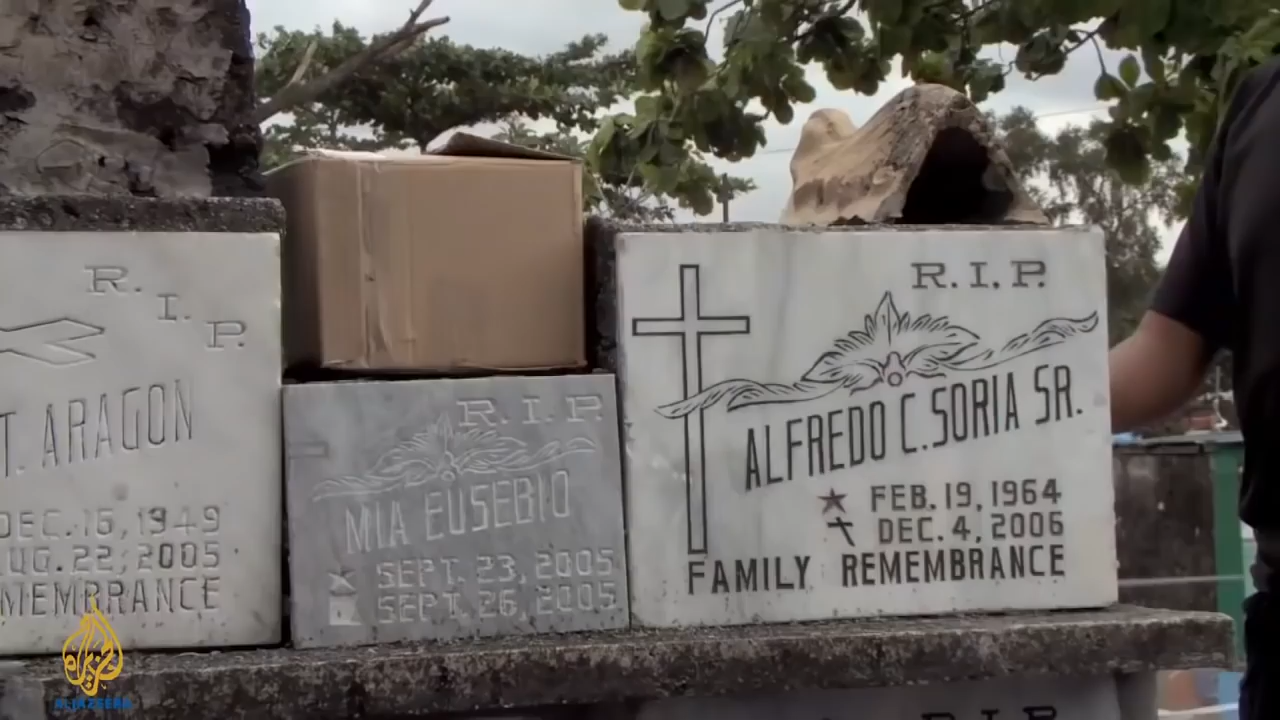 R.
I.
P.
T. ARAGON
DEC. 16, 1949
UG. 22, 2005
MEMBRANCE
R.I.P.
MIA EUSEBIO
SEPT. 23, 2005
SEPT. 26, 2005
R.I.P.
ALFREDO C. SORIA SR.
FEB. 19, 1964
DEC. 4, 2006
FAMILY REMEMBRANCE
R.I.P.
ALJAZEERA